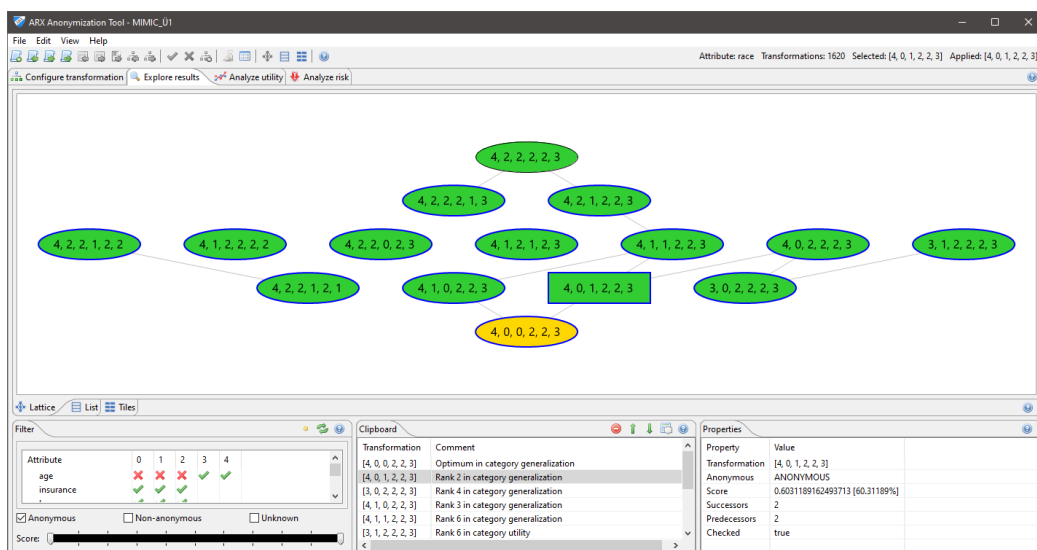 ARX Anonymization Tool - MIMIC_Ü1
File Edit View Help
Attribute: race Transformations: 1620 Selected: [4, 0, 1, 2, 2, 3] Applied: [4, 0, 1, 2, 2, 3]
Configure transformation Explore results Analyze utility Analyze risk
4, 2, 2, 2, 2, 3
4, 2, 2, 2, 1, 3 4, 2, 1, 2, 2, 3
4, 2, 2, 1, 2, 2 4, 1, 2, 2, 2, 2 4, 2, 2, 0, 2, 3 4, 1, 2, 1, 2, 3 4, 1, 1, 2, 2, 3 4, 0, 2, 2, 2, 3 3, 1, 2, 2, 2, 3
4, 2, 2, 1, 2, 1 4, 1, 0, 2, 2, 3 4, 0, 1, 2, 2, 3 3, 0, 2, 2, 2, 3
4, 0, 0, 2, 2, 3
Lattice List Tiles
Filter
Attribute 0 1 2 3 4
age
insurance
Anonymous Non-anonymous Unknown
Score:
Clipboard
Transformation Comment
[4, 0, 0, 2, 2, 3] Optimum in category generalization
[4, 0, 1, 2, 2, 3] Rank 2 in category generalization
[3, 0, 2, 2, 2, 3] Rank 4 in category generalization
[4, 1, 0, 2, 2, 3] Rank 3 in category generalization
[4, 1, 1, 2, 2, 3] Rank 6 in category generalization
[3, 1, 2, 2, 2, 3] Rank 6 in category utility
Properties
Property Value
Transformation [4, 0, 1, 2, 2, 3]
Anonymous ANONYMOUS
Score 0.6031189162493713 [60.31189%]
Successors 2
Predecessors 2
Checked true